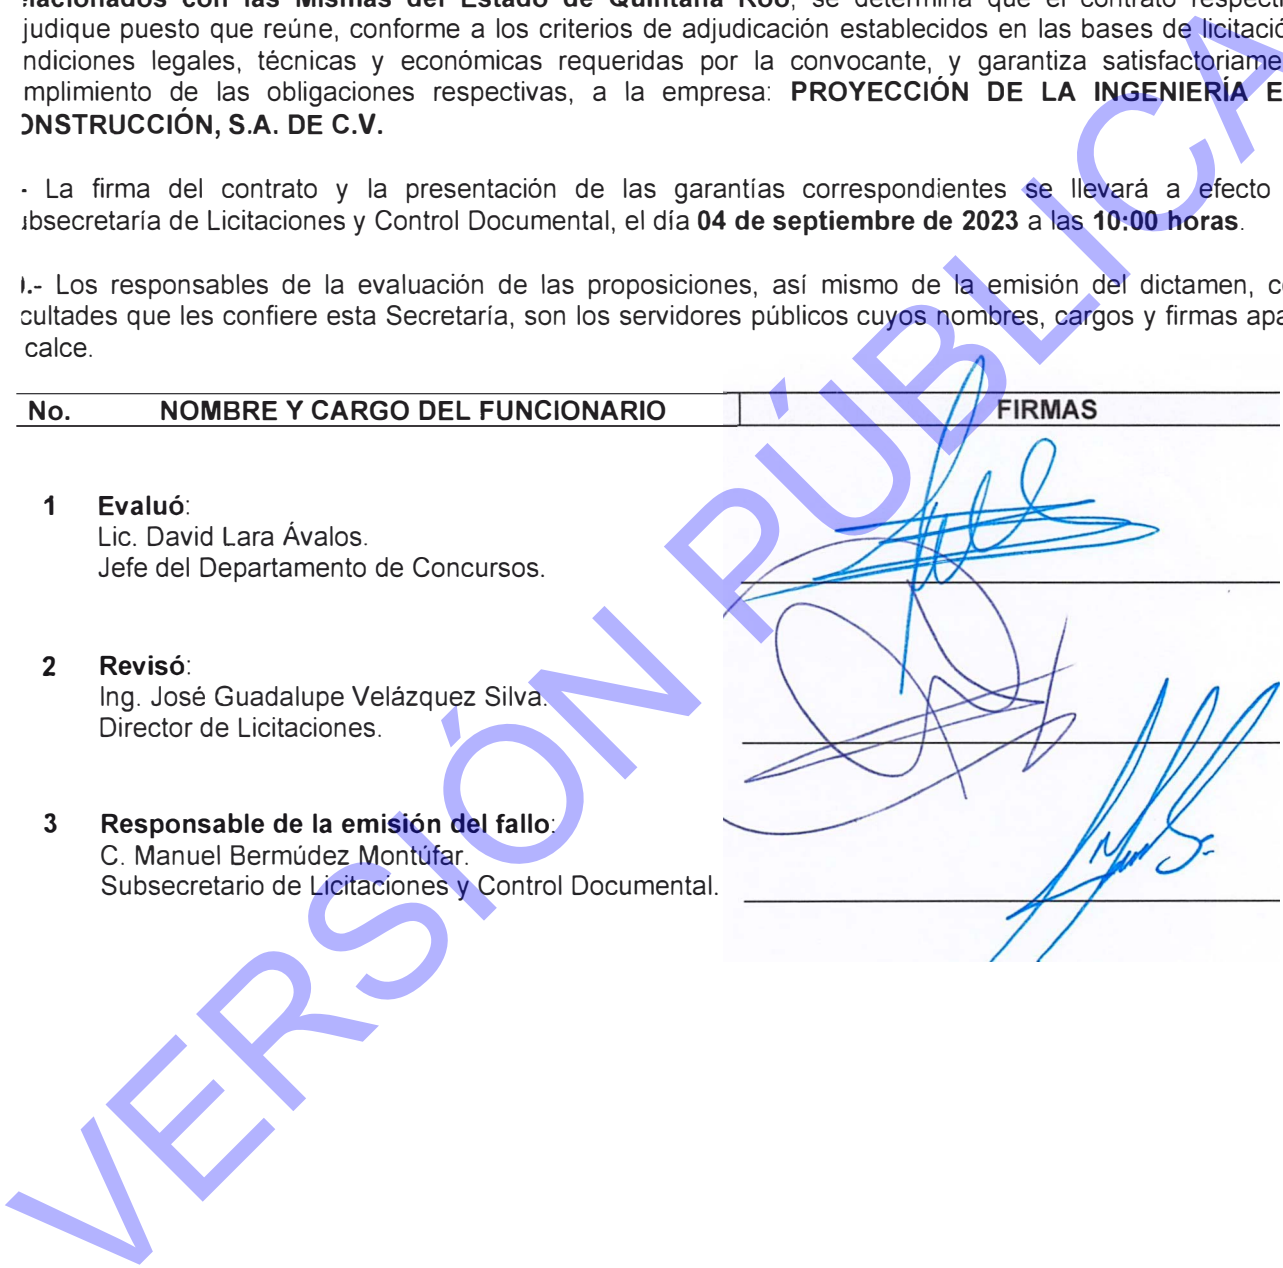 elacionados con las Mismas del Estado de Quintana Roo, se determina que el contrato respecti
judique puesto que reúne, conforme a los criterios de adjudicación establecidos en las bases de licitació
ndiciones legales, técnicas y económicas requeridas por la convocante, y garantiza satisfactoriame
mplimiento de las obligaciones respectivas, a la empresa: PROYECCIÓN DE LA INGENIERÍA E
ONSTRUCCIÓN, S.A. DE C.V.
.- La firma del contrato y la presentación de las garantías correspondientes se llevará a efecto
ubsecretaría de Licitaciones y Control Documental, el día 04 de septiembre de 2023 a las 10:00 horas.
.- Los responsables de la evaluación de las proposiciones, así mismo de la emisión del dictamen, c
cultades que les confiere esta Secretaría, son los servidores públicos cuyos nombres, cargos y firmas apa
calce.
No. NOMBRE Y CARGO DEL FUNCIONARIO FIRMAS
1 Evaluó:
Lic. David Lara Ávalos.
Jefe del Departamento de Concursos.
2 Revisó:
Ing. José Guadalupe Velázquez Silva.
Director de Licitaciones.
3 Responsable de la emisión del fallo:
C. Manuel Bermúdez Montúfar.
Subsecretario de Licitaciones y Control Documental.
VERSIÓN PÚBLICA